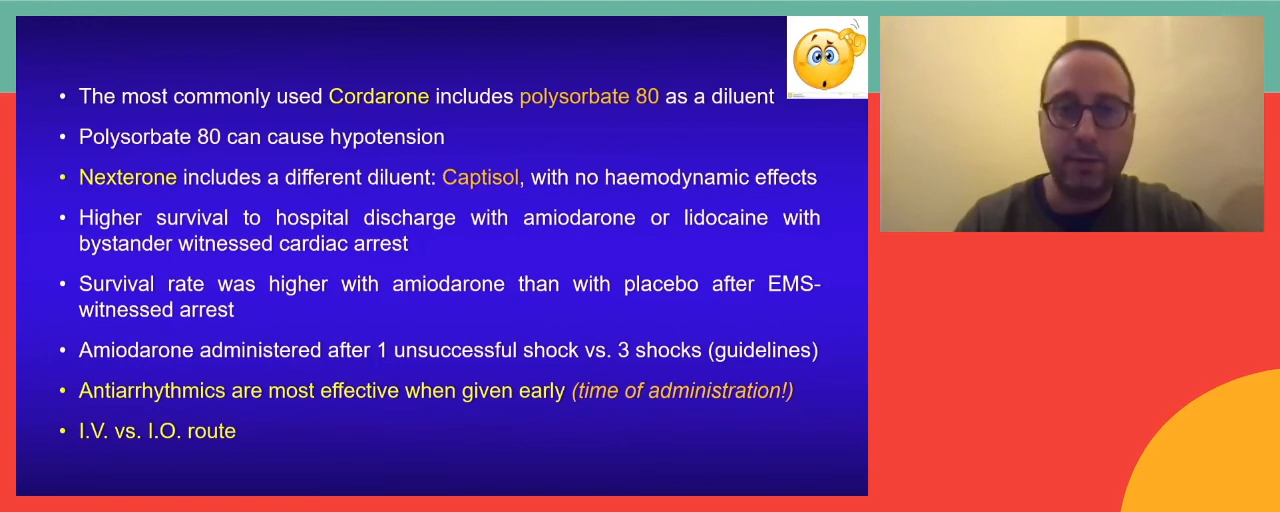 • The most commonly used Cordarone includes polysorbate 80 as a diluent
• Polysorbate 80 can cause hypotension
• Nexterone includes a different diluent: Captisol, with no haemodynamic effects
• Higher survival to hospital discharge with amiodarone or lidocaine with
bystander witnessed cardiac arrest
• Survival rate was higher with amiodarone than with placebo after EMS-
witnessed arrest
• Amiodarone administered after 1 unsuccessful shock vs. 3 shocks (guidelines)
• Antiarrhythmics are most effective when given early (time of administration!)
• I.V. vs. I.O. route